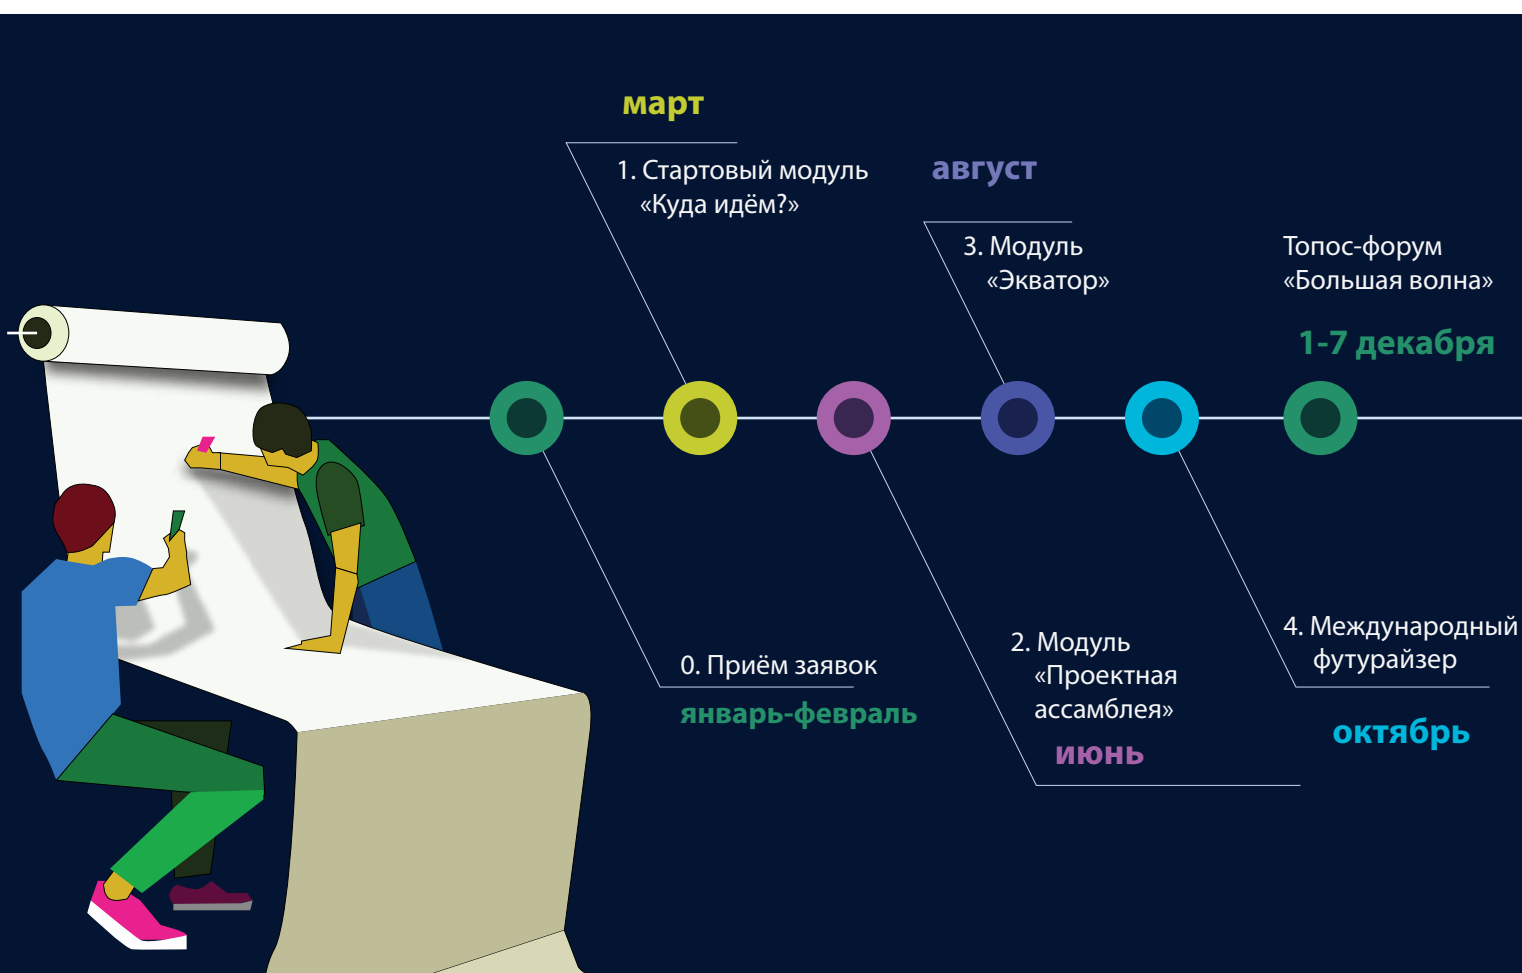 март
1. Стартовый модуль
«Куда идём?»
август
3. Модуль
«Экватор»
Топос-форум
«Большая волна»
1-7 декабря
0. Приём заявок
январь-февраль
2. Модуль
«Проектная
ассамблея»
июнь
4. Международный
футурайзер
октябрь